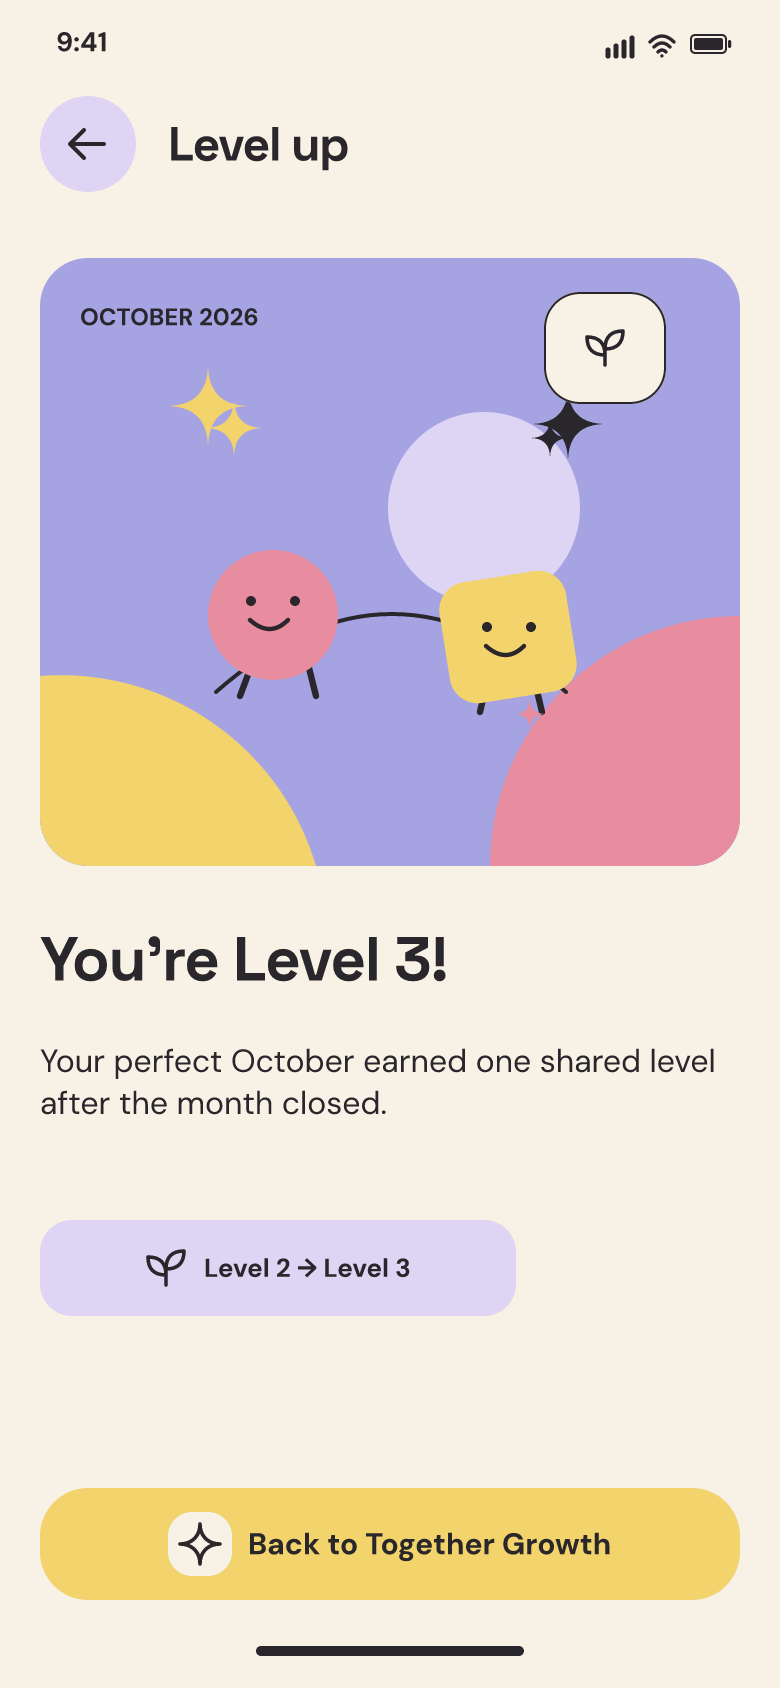 9:41
Level up
OCTOBER 2026
You’re Level 3!
Your perfect October earned one shared level
after the month closed.
Level 2 → Level 3
Back to Together Growth